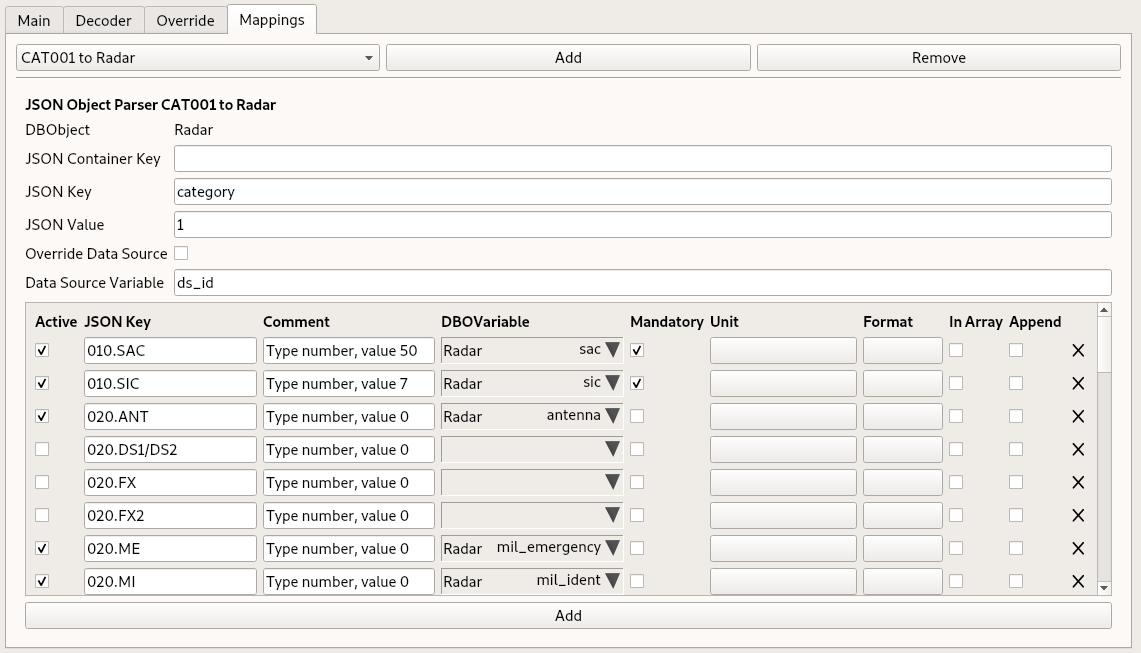 Main Decoder Override Mappings
CAT001 to Radar Add Remove
JSON Object Parser CAT001 to Radar
DBObject Radar
JSON Container Key
JSON Key category
JSON Value 1
Override Data Source
Data Source Variable ds_id
Active JSON Key Comment DBOVariable Mandatory Unit Format In Array Append
010.SAC Type number, value 50 Radar sac
010.SIC Type number, value 7 Radar sic
020.ANT Type number, value 0 Radar antenna
020.DS1/DS2 Type number, value 0
020.FX Type number, value 0
020.FX2 Type number, value 0
020.ME Type number, value 0 Radar mil_emergency
020.MI Type number, value 0 Radar mil_ident
Add